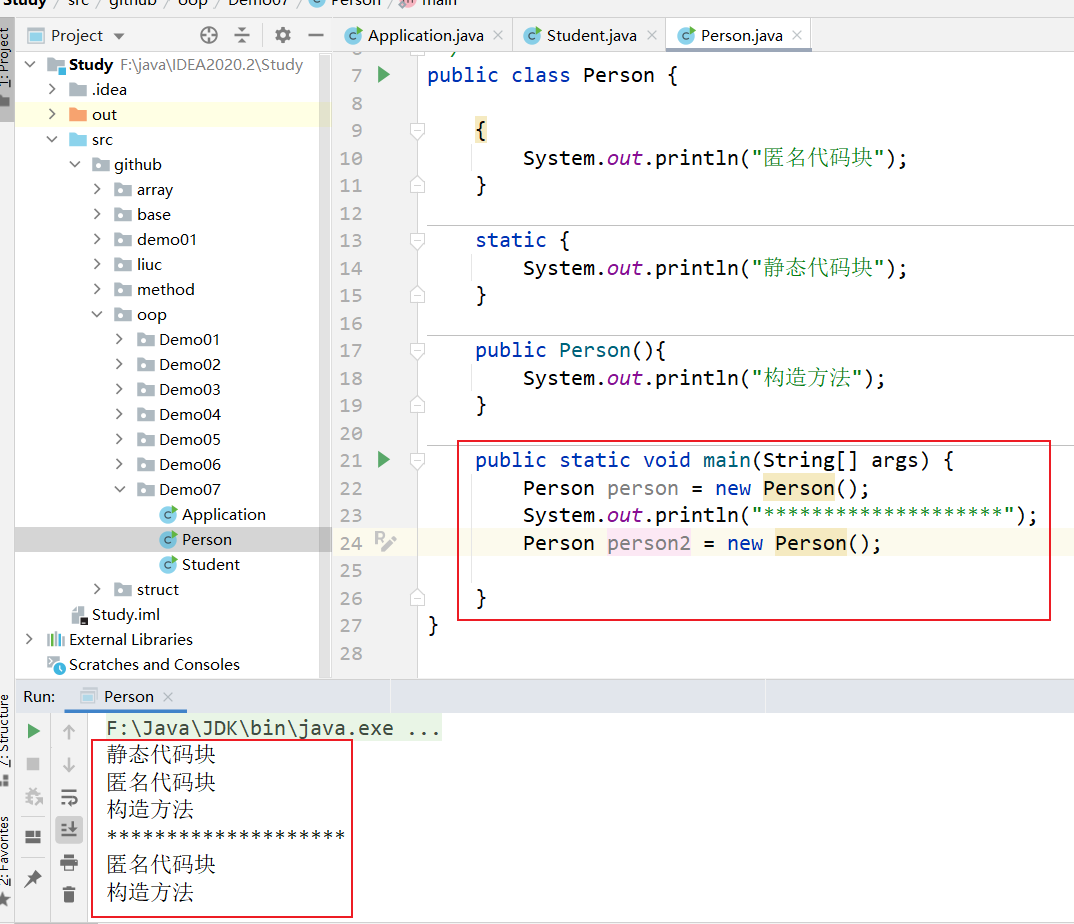 Study / src / github / oop / Demo07 / Person / main
Project
Application.java
Student.java
Person.java
1: Project
Study F:\java\IDEA2020.2\Study
.idea
out
src
github
array
base
demo01
liuc
method
oop
Demo01
Demo02
Demo03
Demo04
Demo05
Demo06
Demo07
Application
Person
Student
struct
Study.iml
External Libraries
Scratches and Consoles
7 public class Person {
8
9 {
10 System.out.println("匿名代码块");
11 }
12
13 static {
14 System.out.println("静态代码块");
15 }
16
17 public Person(){
18 System.out.println("构造方法");
19 }
20
21 public static void main(String[] args) {
22 Person person = new Person();
23 System.out.println("********************");
24 Person person2 = new Person();
25
26 }
27 }
28
Run: Person
7: Structure
2: Favorites
F:\Java\JDK\bin\java.exe ...
静态代码块
匿名代码块
构造方法
********************
匿名代码块
构造方法